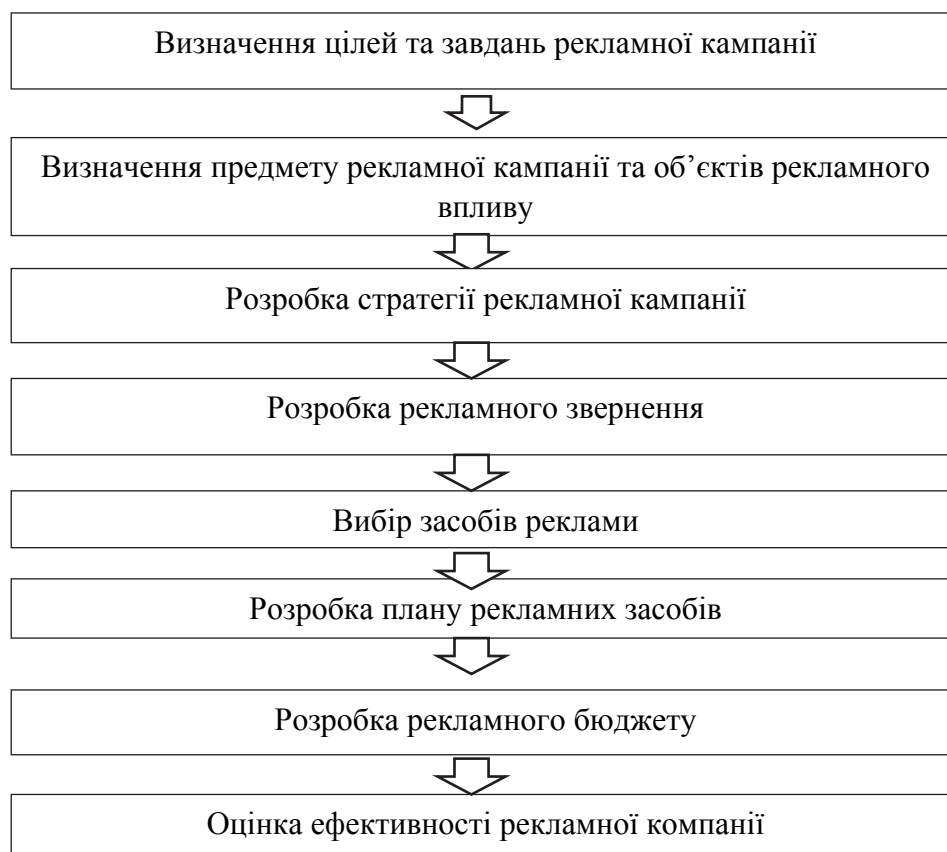 Визначення цілей та завдань рекламної кампанії
Визначення предмету рекламної кампанії та об’єктів рекламного
впливу
Розробка стратегії рекламної кампанії
Розробка рекламного звернення
Вибір засобів реклами
Розробка плану рекламних засобів
Розробка рекламного бюджету
Оцінка ефективності рекламної компанії